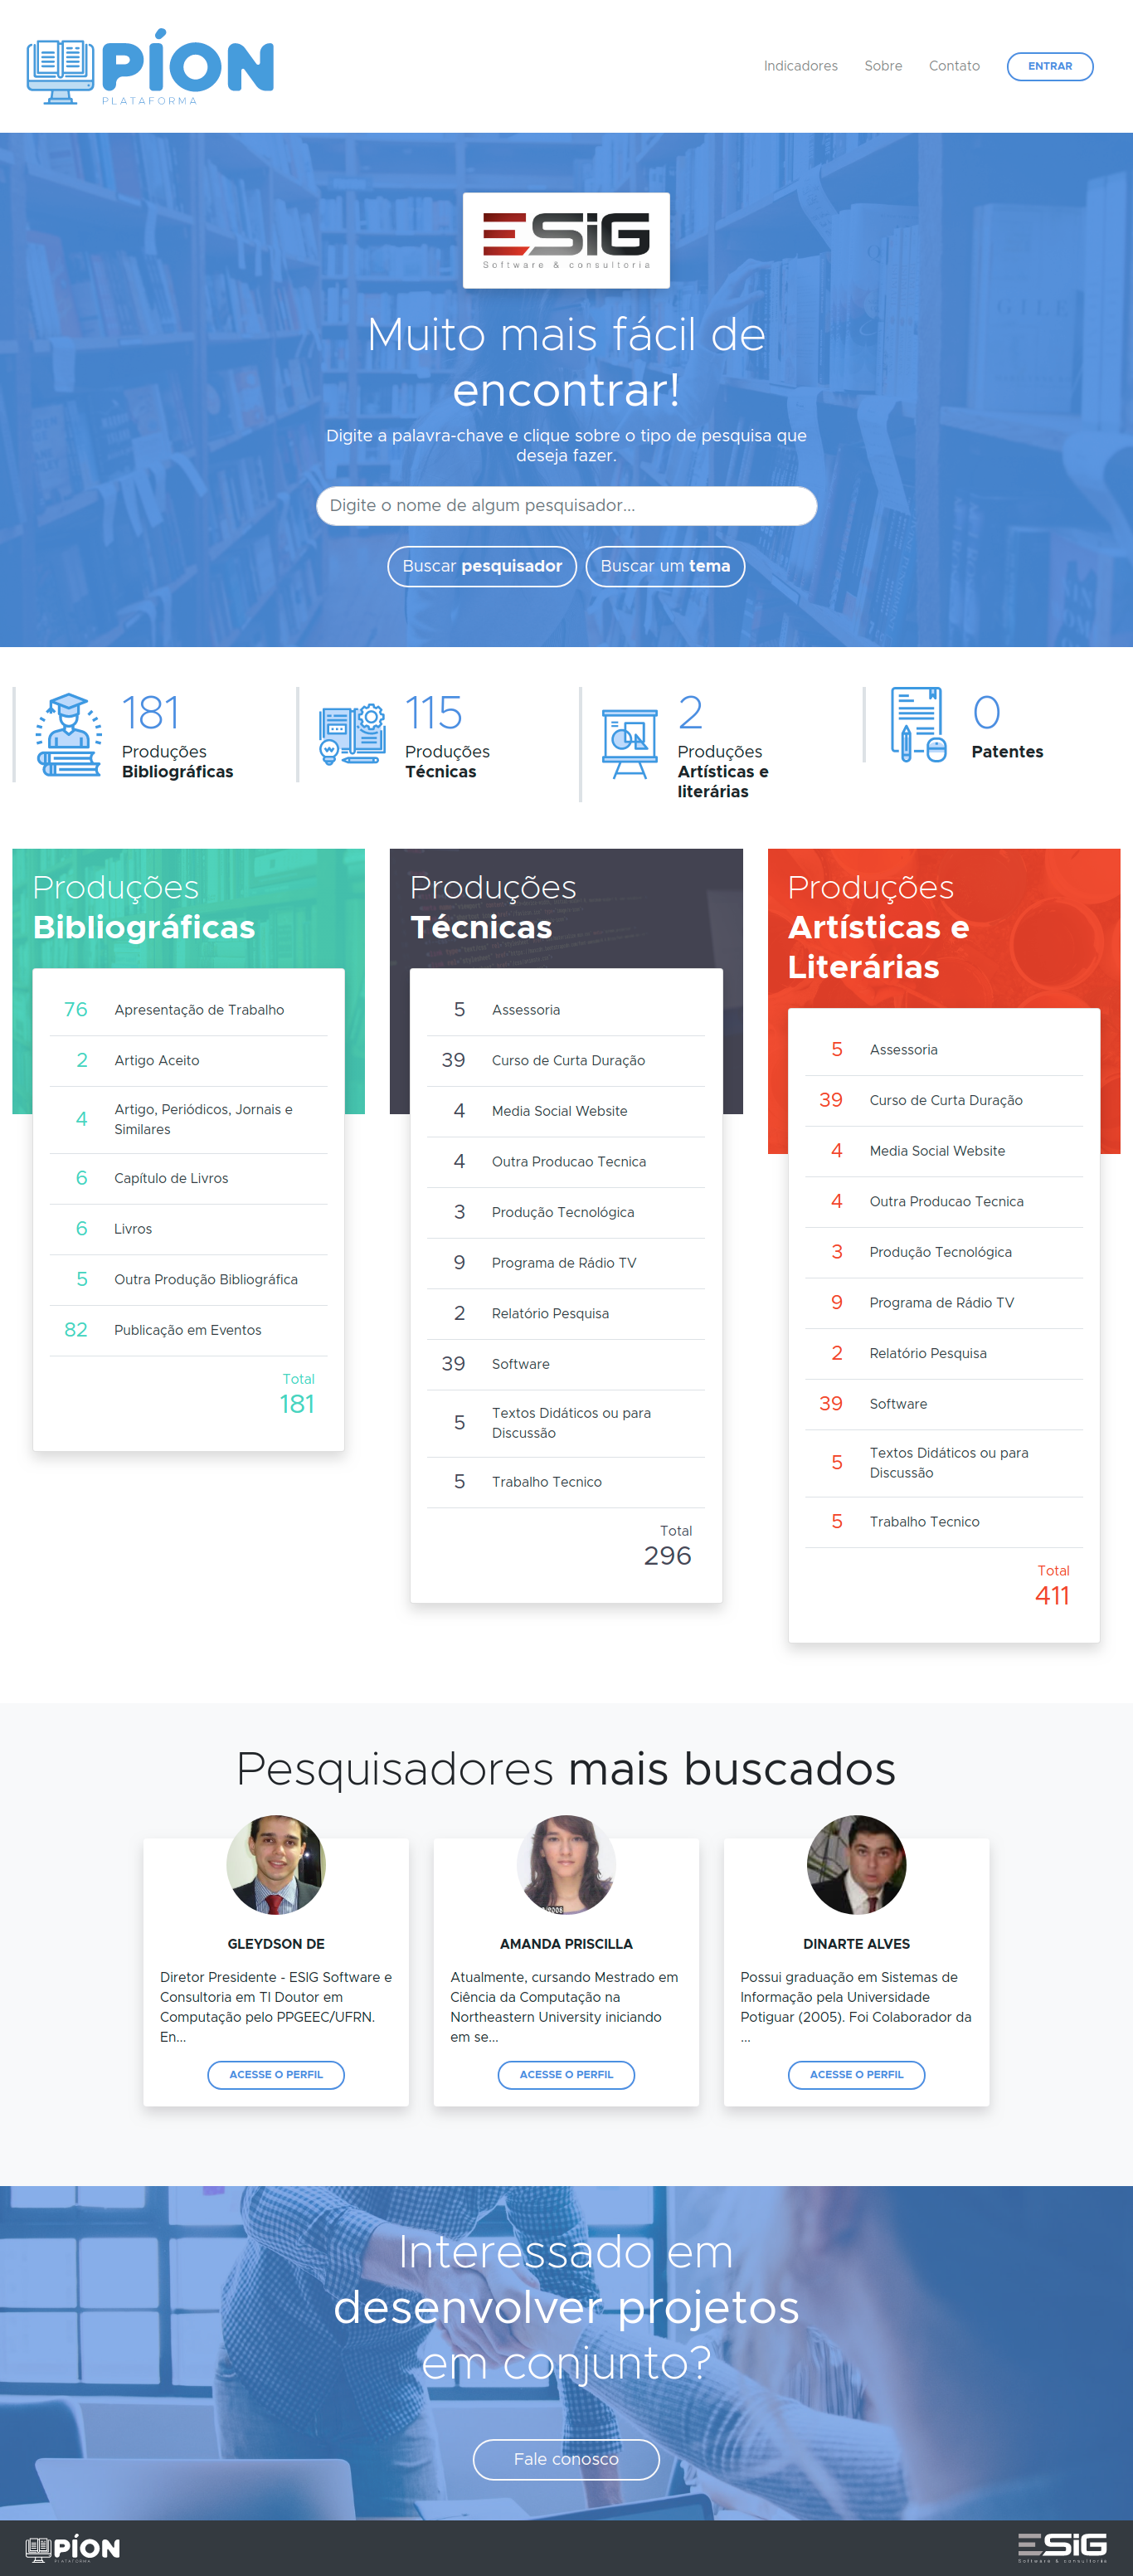 PÍON
PLATAFORMA
Indicadores
Sobre
Contato
ENTRAR
ESiG
Software & consultoria
Muito mais fácil de
encontrar!
Digite a palavra-chave e clique sobre o tipo de pesquisa que
deseja fazer.
Digite o nome de algum pesquisador...
Buscar pesquisador
Buscar um tema
181
Produções
Bibliográficas
115
Produções
Técnicas
2
Produções
Artísticas e
literárias
0
Patentes
Produções
Bibliográficas
76 Apresentação de Trabalho
2 Artigo Aceito
4 Artigo, Periódicos, Jornais e
Similares
6 Capítulo de Livros
6 Livros
5 Outra Produção Bibliográfica
82 Publicação em Eventos
Total
181
Produções
Técnicas
5 Assessoria
39 Curso de Curta Duração
4 Media Social Website
4 Outra Producao Tecnica
3 Produção Tecnológica
9 Programa de Rádio TV
2 Relatório Pesquisa
39 Software
5 Textos Didáticos ou para
Discussão
5 Trabalho Tecnico
Total
296
Produções
Artísticas e
Literárias
5 Assessoria
39 Curso de Curta Duração
4 Media Social Website
4 Outra Producao Tecnica
3 Produção Tecnológica
9 Programa de Rádio TV
2 Relatório Pesquisa
39 Software
5 Textos Didáticos ou para
Discussão
5 Trabalho Tecnico
Total
411
Pesquisadores mais buscados
GLEYDSON DE
Diretor Presidente - ESIG Software e
Consultoria em TI Doutor em
Computação pelo PPGEEC/UFRN.
En...
ACESSE O PERFIL
AMANDA PRISCILLA
Atualmente, cursando Mestrado em
Ciência da Computação na
Northeastern University iniciando
em se...
ACESSE O PERFIL
DINARTE ALVES
Possui graduação em Sistemas de
Informação pela Universidade
Potiguar (2005). Foi Colaborador da
...
ACESSE O PERFIL
Interessado em
desenvolver projetos
em conjunto?
Fale conosco
PÍON
PLATAFORMA
ESiG
Software & consultoria